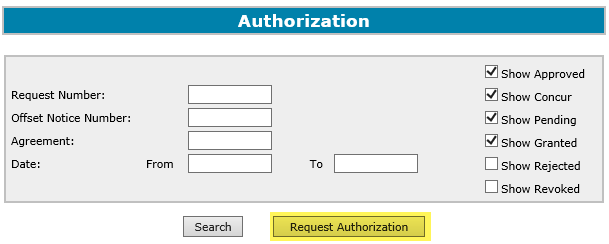 Authorization
Show Approved
Request Number:
Show Concur
Offset Notice Number:
Show Pending
Agreement:
Show Granted
Date: From To
Show Rejected
Show Revoked
Search Request Authorization